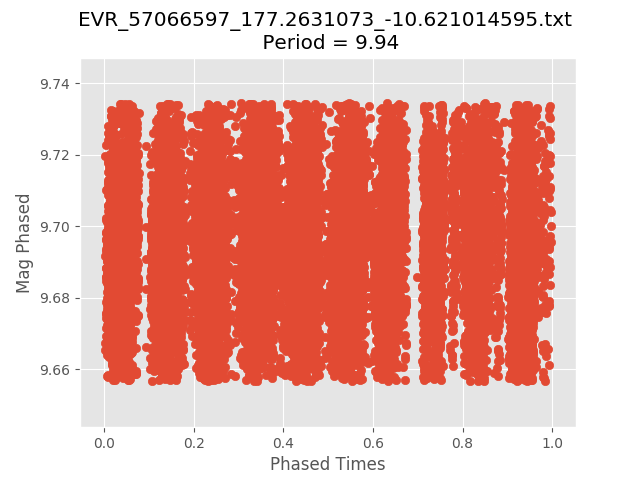 EVR_57066597_177.2631073_-10.621014595.txt
Period = 9.94
9.74
9.72
9.70
9.68
9.66
Mag Phased
0.0 0.2 0.4 0.6 0.8 1.0
Phased Times